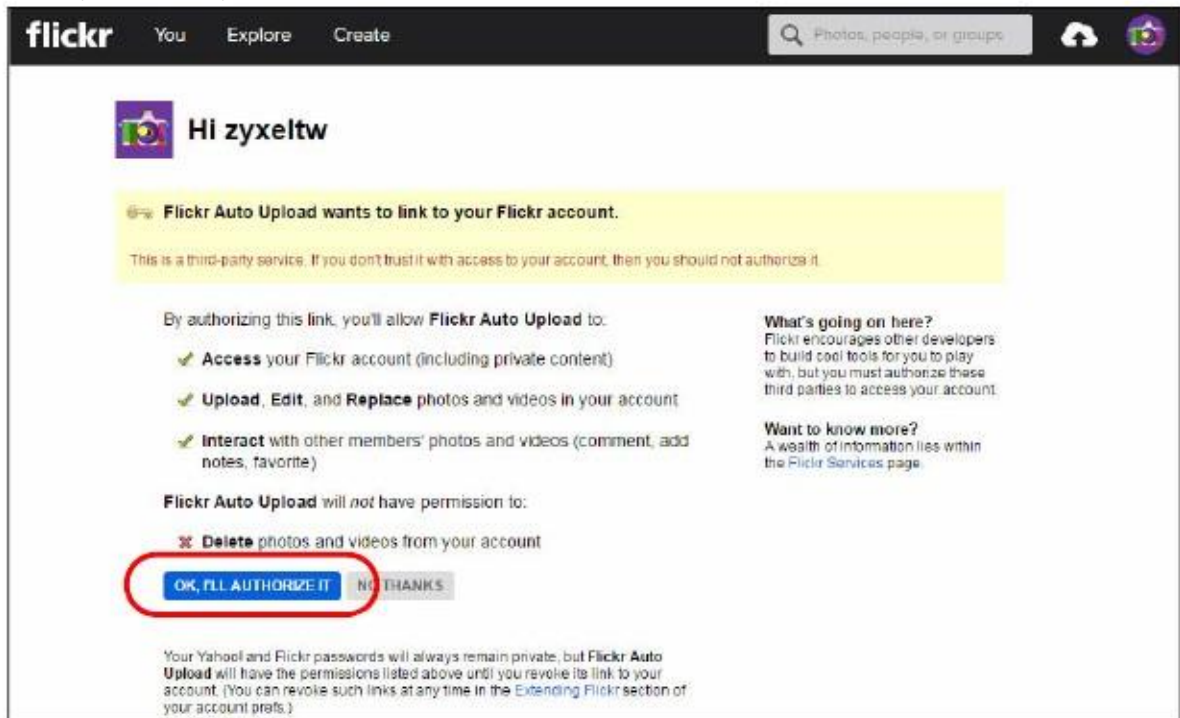 flickr You Explore Create Photos, people, or groups
Hi zyxeltw
Flickr Auto Upload wants to link to your Flickr account.
This is a third-party service. If you don't trust it with access to your account, then you should not authorize it.
By authorizing this link, you'll allow Flickr Auto Upload to:
Access your Flickr account (including private content)
Upload, Edit, and Replace photos and videos in your account
Interact with other members' photos and videos (comment, add
notes, favorite)
Flickr Auto Upload will not have permission to:
Delete photos and videos from your account
OK, I'LL AUTHORIZE IT NO THANKS
Your Yahoo! and Flickr passwords will always remain private, but Flickr Auto
Upload will have the permissions listed above until you revoke its link to your
account. (You can revoke such links at any time in the Extending Flickr section of
your account prefs.)
What's going on here?
Flickr encourages other developers
to build cool tools for you to play
with, but you must authorize these
third parties to access your account.
Want to know more?
A wealth of information lies within
the Flickr Services page.